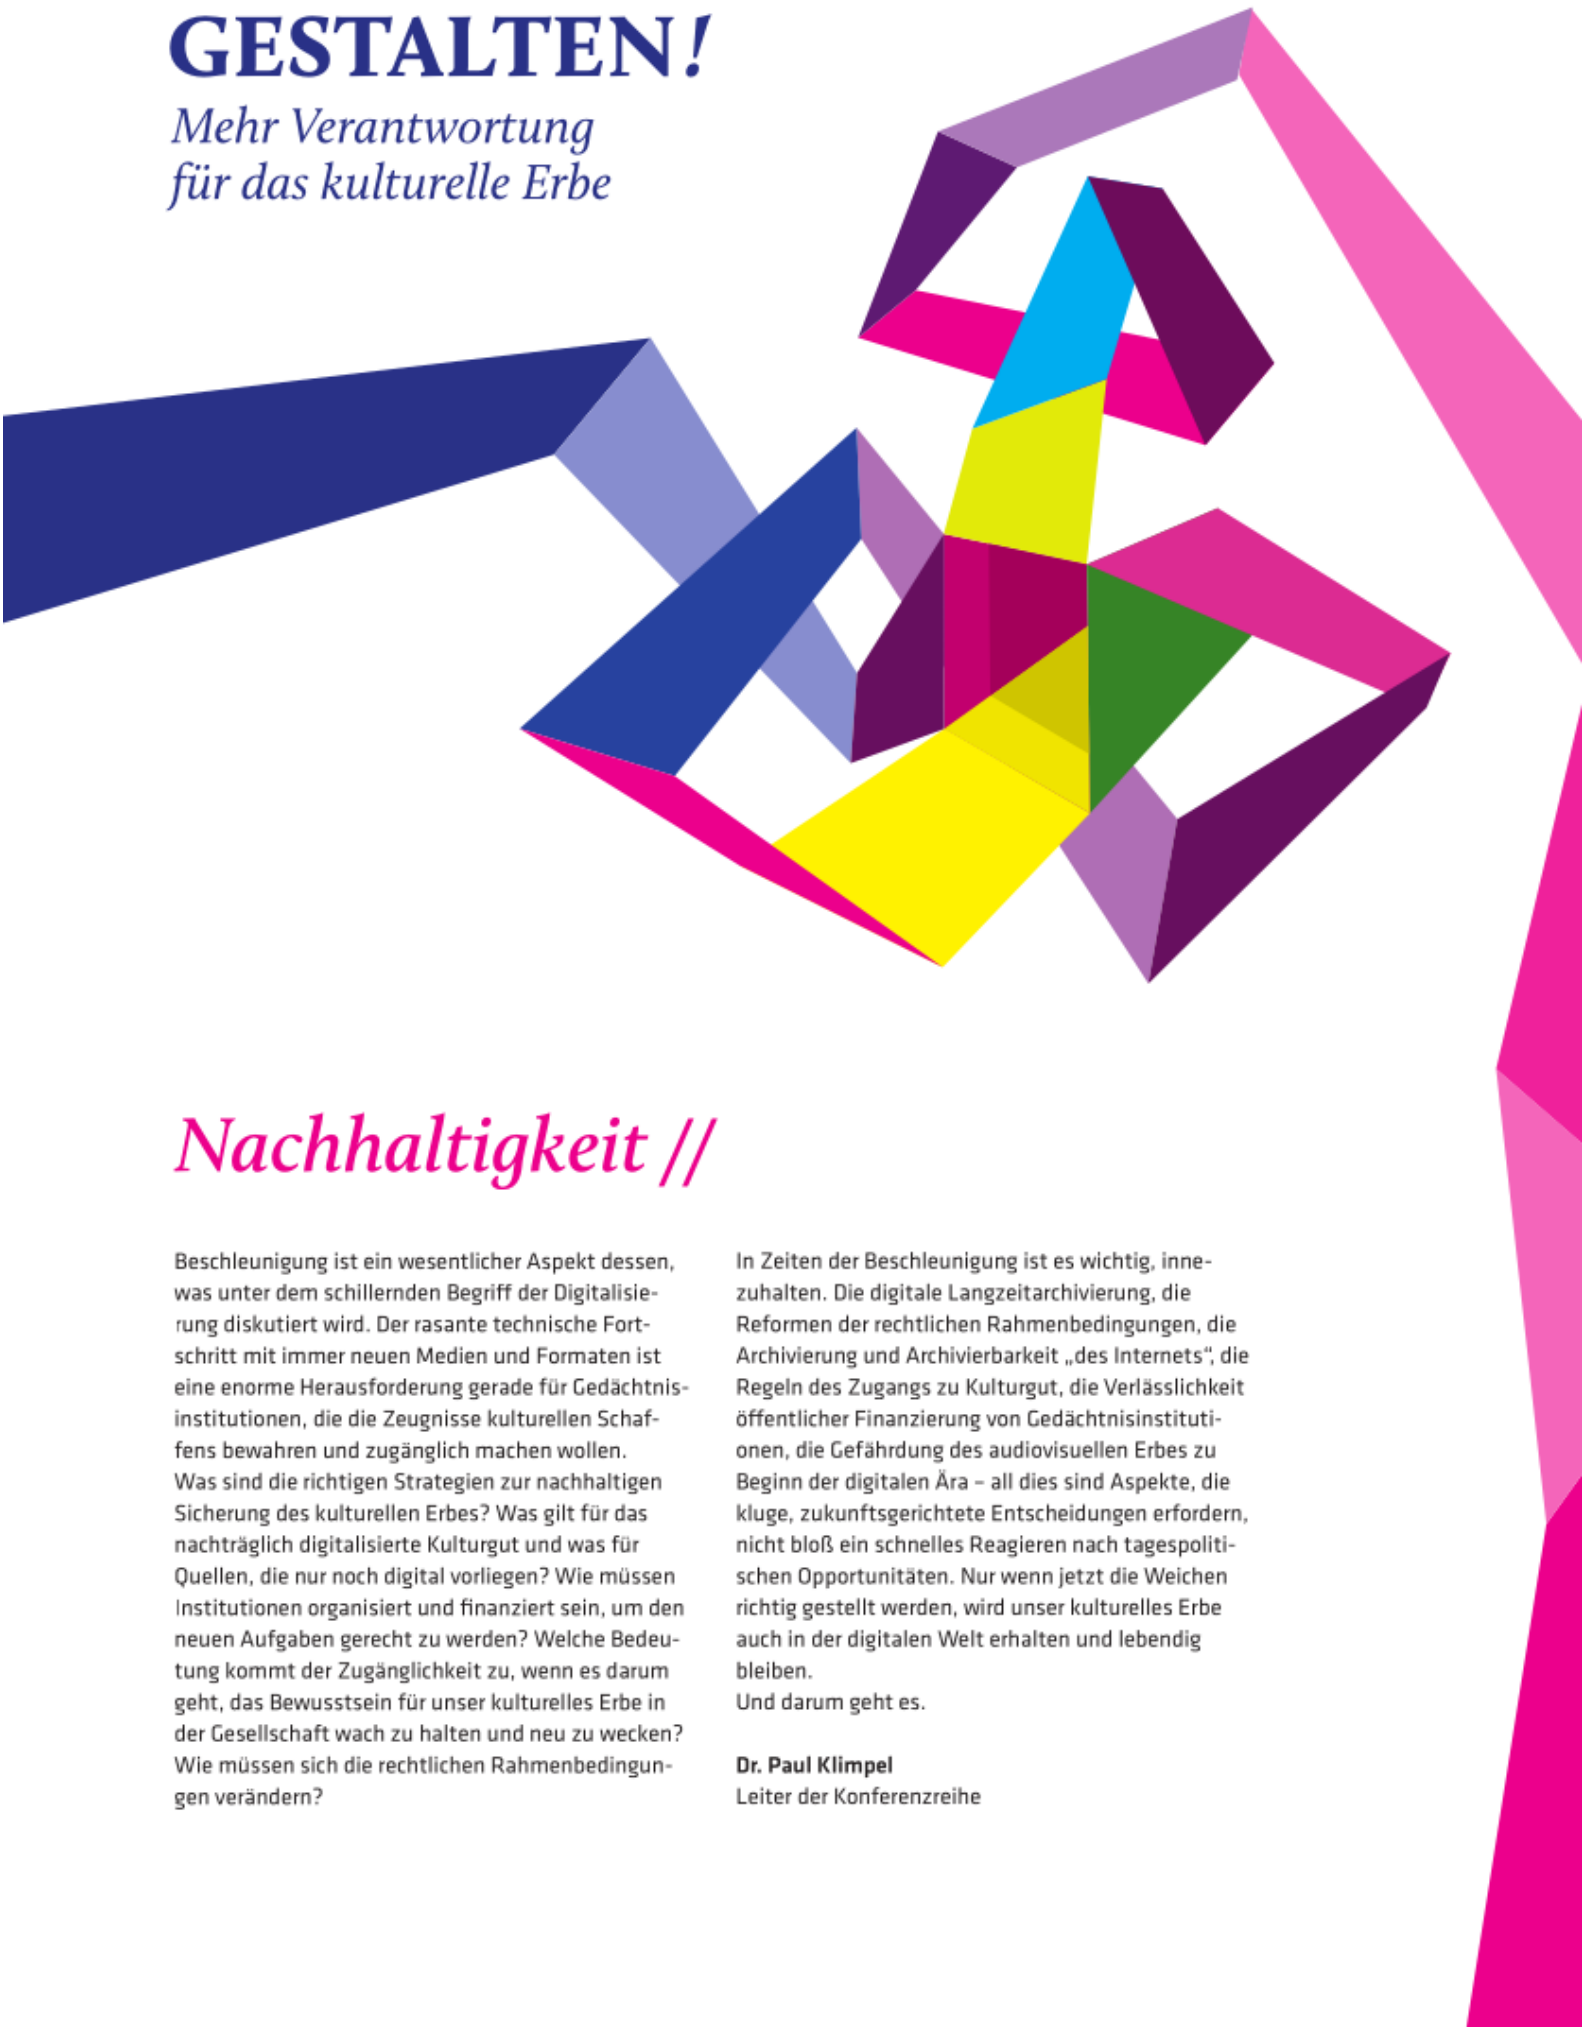 GESTALTEN!
Mehr Verantwortung
für das kulturelle Erbe
Nachhaltigkeit //
Beschleunigung ist ein wesentlicher Aspekt dessen,
was unter dem schillernden Begriff der Digitalisie-
rung diskutiert wird. Der rasante technische Fort-
schritt mit immer neuen Medien und Formaten ist
eine enorme Herausforderung gerade für Gedächtnis-
institutionen, die die Zeugnisse kulturellen Schaf-
fens bewahren und zugänglich machen wollen.
Was sind die richtigen Strategien zur nachhaltigen
Sicherung des kulturellen Erbes? Was gilt für das
nachträglich digitalisierte Kulturgut und was für
Quellen, die nur noch digital vorliegen? Wie müssen
Institutionen organisiert und finanziert sein, um den
neuen Aufgaben gerecht zu werden? Welche Bedeu-
tung kommt der Zugänglichkeit zu, wenn es darum
geht, das Bewusstsein für unser kulturelles Erbe in
der Gesellschaft wach zu halten und neu zu wecken?
Wie müssen sich die rechtlichen Rahmenbedingun-
gen verändern?
In Zeiten der Beschleunigung ist es wichtig, inne-
zuhalten. Die digitale Langzeitarchivierung, die
Reformen der rechtlichen Rahmenbedingungen, die
Archivierung und Archivierbarkeit „des Internets“, die
Regeln des Zugangs zu Kulturgut, die Verlässlichkeit
öffentlicher Finanzierung von Gedächtnisinstituti-
onen, die Gefährdung des audiovisuellen Erbes zu
Beginn der digitalen Ära – all dies sind Aspekte, die
kluge, zukunftsgerichtete Entscheidungen erfordern,
nicht bloß ein schnelles Reagieren nach tagespoliti-
schen Opportunitäten. Nur wenn jetzt die Weichen
richtig gestellt werden, wird unser kulturelles Erbe
auch in der digitalen Welt erhalten und lebendig
bleiben.
Und darum geht es.
Dr. Paul Klimpel
Leiter der Konferenzreihe